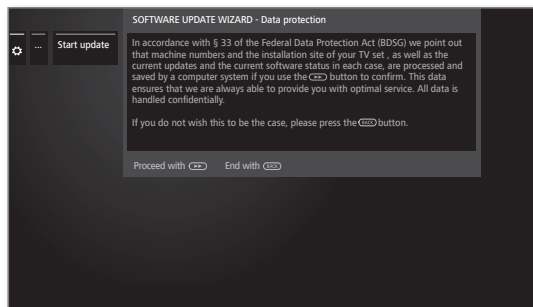 SOFTWARE UPDATE WIZARD - Data protection
... Start update
In accordance with § 33 of the Federal Data Protection Act (BDSG) we point out
that machine numbers and the installation site of your TV set , as well as the
current updates and the current software status in each case, are processed and
saved by a computer system if you use the button to confirm. This data
ensures that we are always able to provide you with optimal service. All data is
handled confidentially.
If you do not wish this to be the case, please press the BACK button.
Proceed with End with BACK